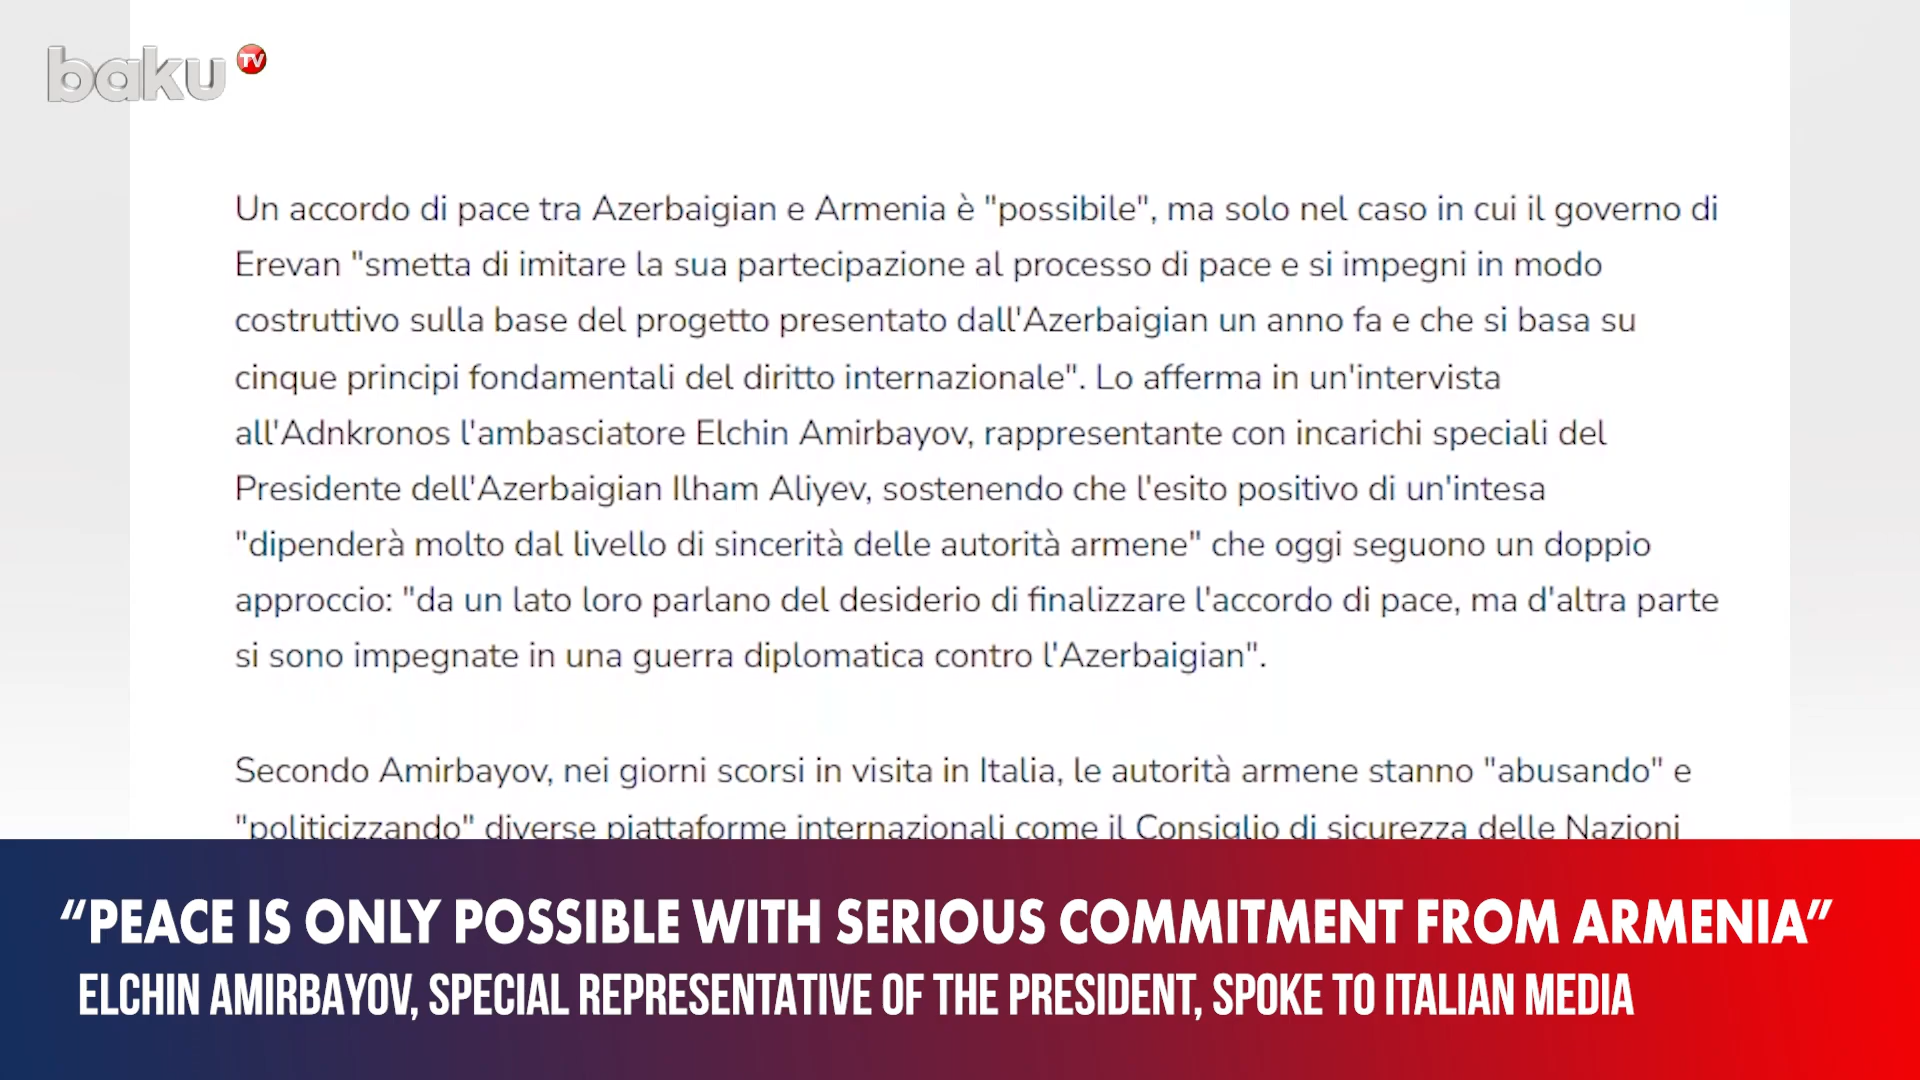 baku TV
Un accordo di pace tra Azerbaigian e Armenia è "possibile", ma solo nel caso in cui il governo di
Erevan "smetta di imitare la sua partecipazione al processo di pace e si impegni in modo
costruttivo sulla base del progetto presentato dall'Azerbaigian un anno fa e che si basa su
cinque principi fondamentali del diritto internazionale". Lo afferma in un'intervista
all'Adnkronos l'ambasciatore Elchin Amirbayov, rappresentante con incarichi speciali del
Presidente dell'Azerbaigian Ilham Aliyev, sostenendo che l'esito positivo di un'intesa
"dipenderà molto dal livello di sincerità delle autorità armene" che oggi seguono un doppio
approccio: "da un lato loro parlano del desiderio di finalizzare l'accordo di pace, ma d'altra parte
si sono impegnate in una guerra diplomatica contro l'Azerbaigian".
Secondo Amirbayov, nei giorni scorsi in visita in Italia, le autorità armene stanno "abusando" e
"politicizzando" diverse piattaforme internazionali come il Consiglio di sicurezza delle Nazioni
“PEACE IS ONLY POSSIBLE WITH SERIOUS COMMITMENT FROM ARMENIA”
ELCHIN AMIRBAYOV, SPECIAL REPRESENTATIVE OF THE PRESIDENT, SPOKE TO ITALIAN MEDIA